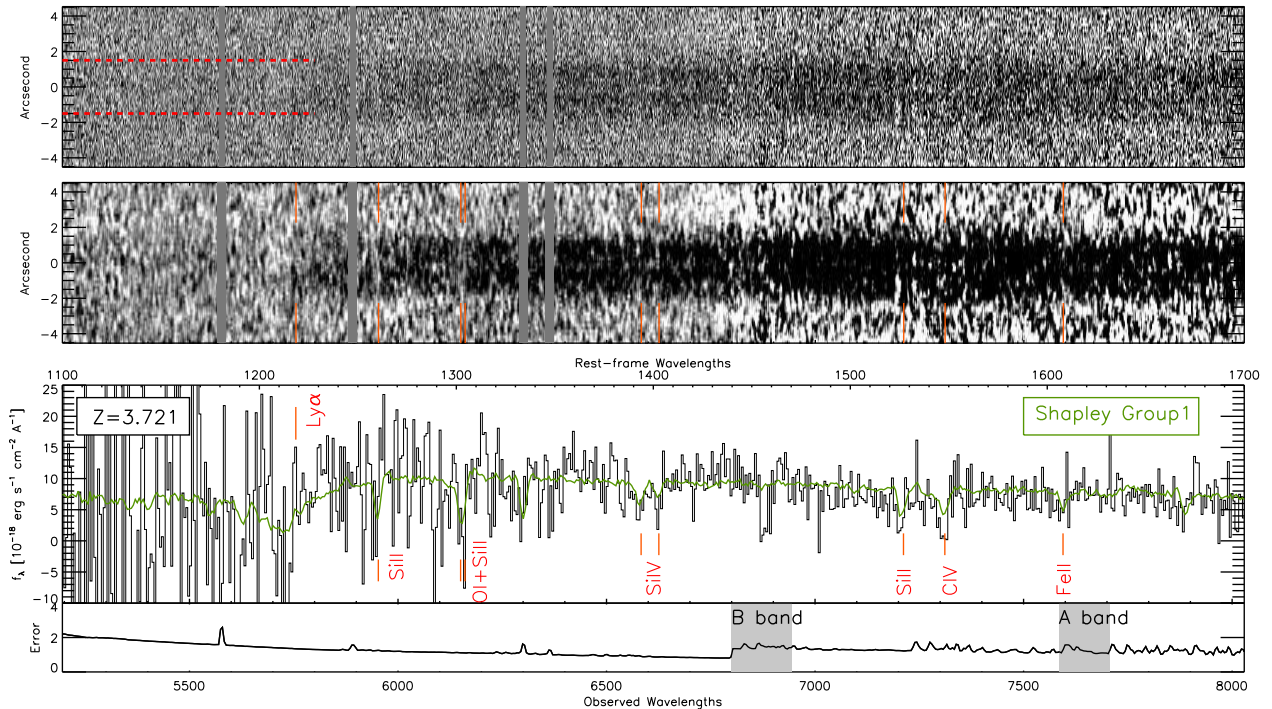 4
2
0
−2
−4
Arcsecond
4
2
0
−2
−4
Arcsecond
Rest−frame Wavelengths
1100 1200 1300 1400 1500 1600 1700
25
20
15
10
5
0
−5
−10
fλ [10⁻¹⁸ erg s⁻¹ cm⁻² A⁻¹]
Z=3.721
Lyα
Shapley Group1
SiII
OI+SiII
SiIV
SiII
CIV
FeII
B band
A band
2
0
Error
5500 6000 6500 7000 7500 8000
Observed Wavelengths